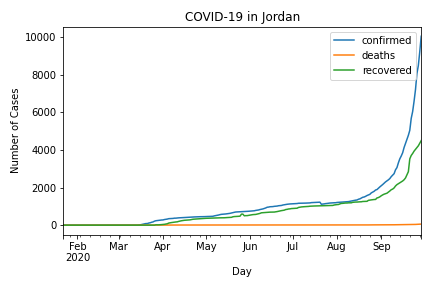 COVID-19 in Jordan
confirmed
deaths
recovered
Number of Cases
10000
8000
6000
4000
2000
0
Feb Mar Apr May Jun Jul Aug Sep
2020
Day